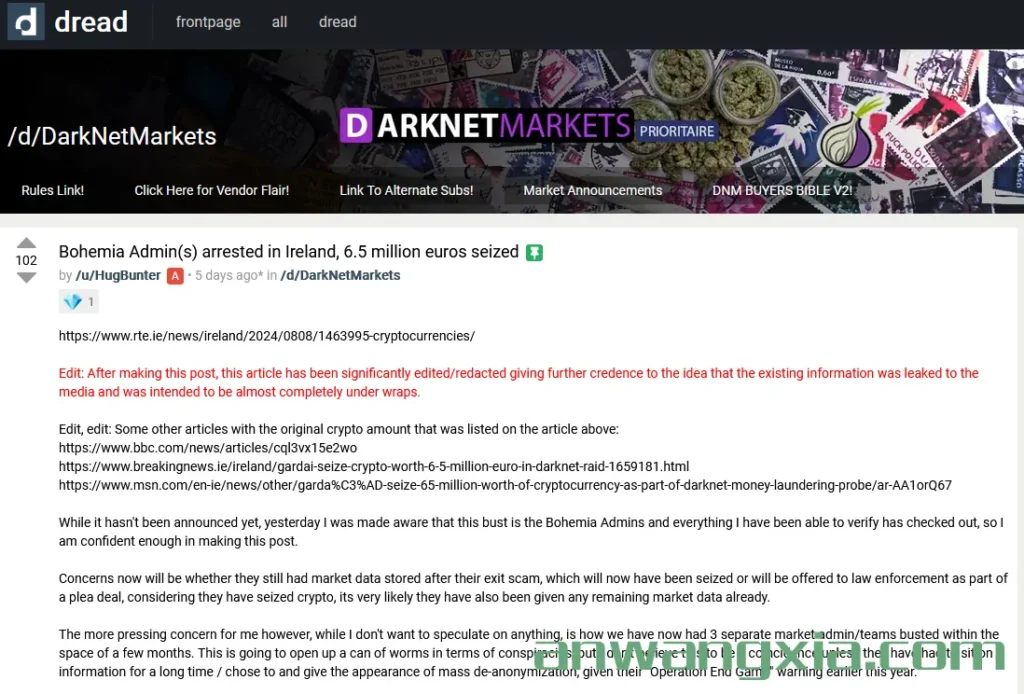 dread
frontpage all dread
/d/DarkNetMarkets
DARKNETMARKETS PRIORITAIRE
Rules Link! Click Here for Vendor Flair! Link To Alternate Subs! Market Announcements DNM BUYERS BIBLE V2!
102
Bohemia Admin(s) arrested in Ireland, 6.5 million euros seized
by /u/HugBunter A • 5 days ago* in /d/DarkNetMarkets
1
https://www.rte.ie/news/ireland/2024/0808/1463995-cryptocurrencies/
Edit: After making this post, this article has been significantly edited/redacted giving further credence to the idea that the existing information was leaked to the
media and was intended to be almost completely under wraps.
Edit, edit: Some other articles with the original crypto amount that was listed on the article above:
https://www.bbc.com/news/articles/cql3vx15e2wo
https://www.breakingnews.ie/ireland/gardai-seize-crypto-worth-6-5-million-euro-in-darknet-raid-1659181.html
https://www.msn.com/en-ie/news/other/garda%C3%AD-seize-65-million-worth-of-cryptocurrency-as-part-of-darknet-money-laundering-probe/ar-AA1orQ67
While it hasn't been announced yet, yesterday I was made aware that this bust is the Bohemia Admins and everything I have been able to verify has checked out, so I
am confident enough in making this post.
Concerns now will be whether they still had market data stored after their exit scam, which will now have been seized or will be offered to law enforcement as part of
a plea deal, considering they have seized crypto, its very likely they have also been given any remaining market data already.
The more pressing concern for me however, while I don't want to speculate on anything, is how we have now had 3 separate market admin/teams busted within the
space of a few months. This is going to open up a can of worms in terms of
information for a long time / chose to and give the appearance of mass de-anonymization, given their "Operation End Game" warning earlier this year.
anwangxia.com